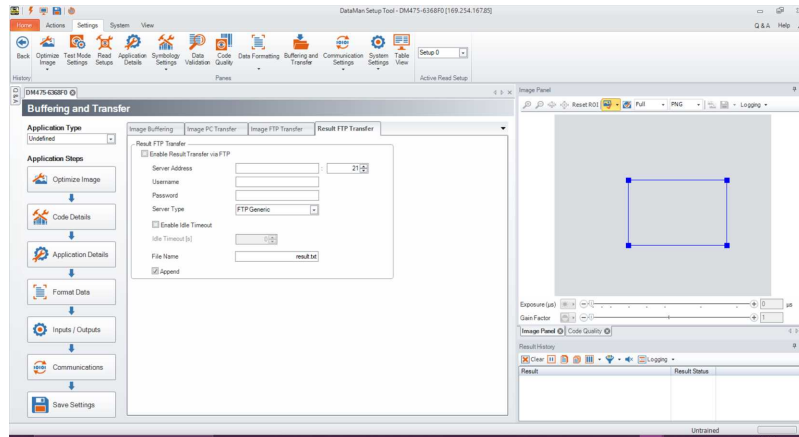 DataMan Setup Tool - DM475-6368F0 [169.254.167.85]
Home Actions Settings System View Q & A Help
Back Optimize Image Test Mode Settings Read Setups Application Details Symbology Settings Data Validation Code Quality Data Formatting Buffering and Transfer Communication Settings System Settings Table View Setup 0
History Panes Active Read Setup
DM475-6368F0
Image Panel
Buffering and Transfer
Reset ROI Full PNG Logging
Application Type
Undefined
Image Buffering Image PC Transfer Image FTP Transfer Result FTP Transfer
Result FTP Transfer
Enable Result Transfer via FTP
Application Steps
Server Address : 21
Optimize Image
Username
Password
Code Details
Server Type FTP Generic
Enable Idle Timeout
Idle Timeout [s] 0
Application Details
File Name result.txt
Append
Format Data
Inputs / Outputs
Communications
Save Settings
Exposure (µs) 0 µs
Gain Factor 1
Image Panel Code Quality
Result History
Clear Logging
Result Result Status
Untrained